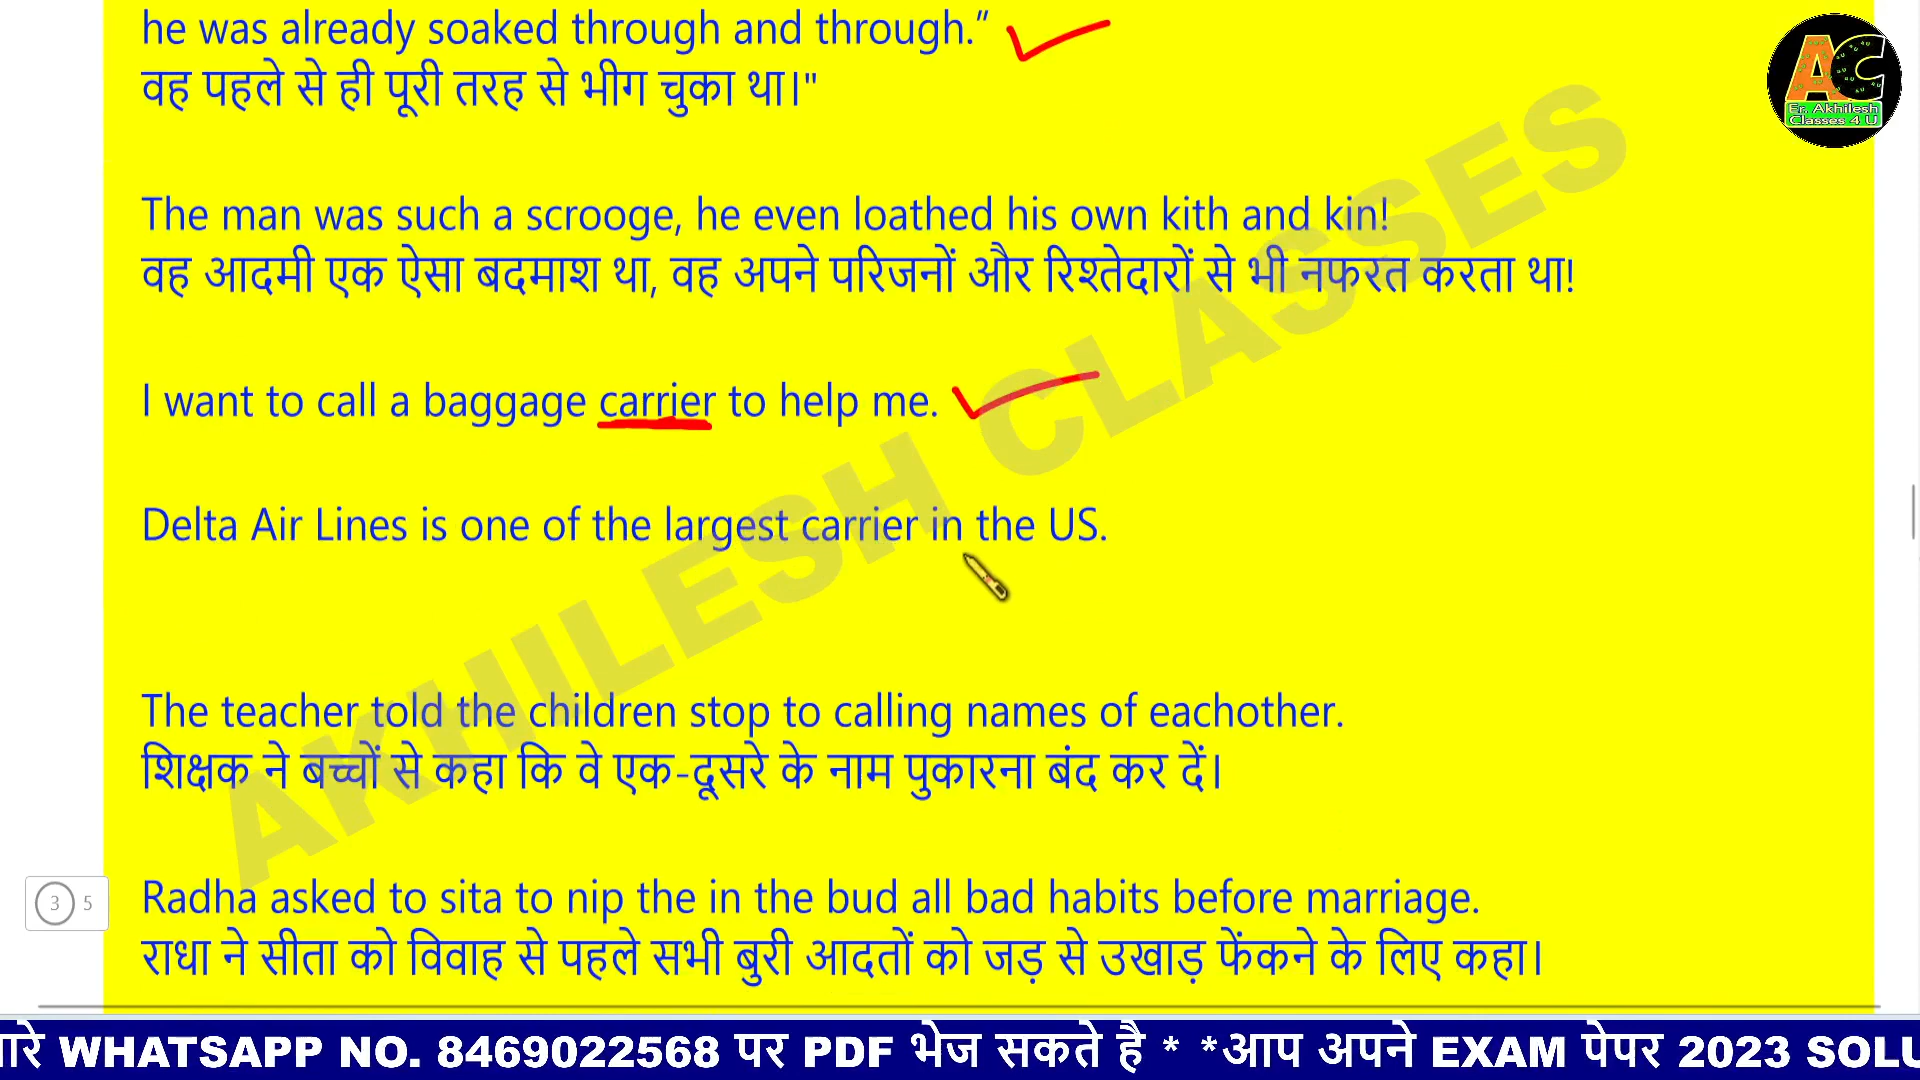 he was already soaked through and through.”
वह पहले से ही पूरी तरह से भीग चुका था।"
The man was such a scrooge, he even loathed his own kith and kin!
वह आदमी एक ऐसा बदमाश था, वह अपने परिजनों और रिश्तेदारों से भी नफरत करता था!
I want to call a baggage carrier to help me.
Delta Air Lines is one of the largest carrier in the US.
The teacher told the children stop to calling names of eachother.
शिक्षक ने बच्चों से कहा कि वे एक-दूसरे के नाम पुकारना बंद कर दें।
Radha asked to sita to nip the in the bud all bad habits before marriage.
राधा ने सीता को विवाह से पहले सभी बुरी आदतों को जड़ से उखाड़ फेंकने के लिए कहा।
AKHILESH CLASSES
AC
Er. Akhilesh
Classes 4 U
3 5
WHATSAPP NO. 8469022568 पर PDF भेज सकते है * *आप अपने EXAM पेपर 2023